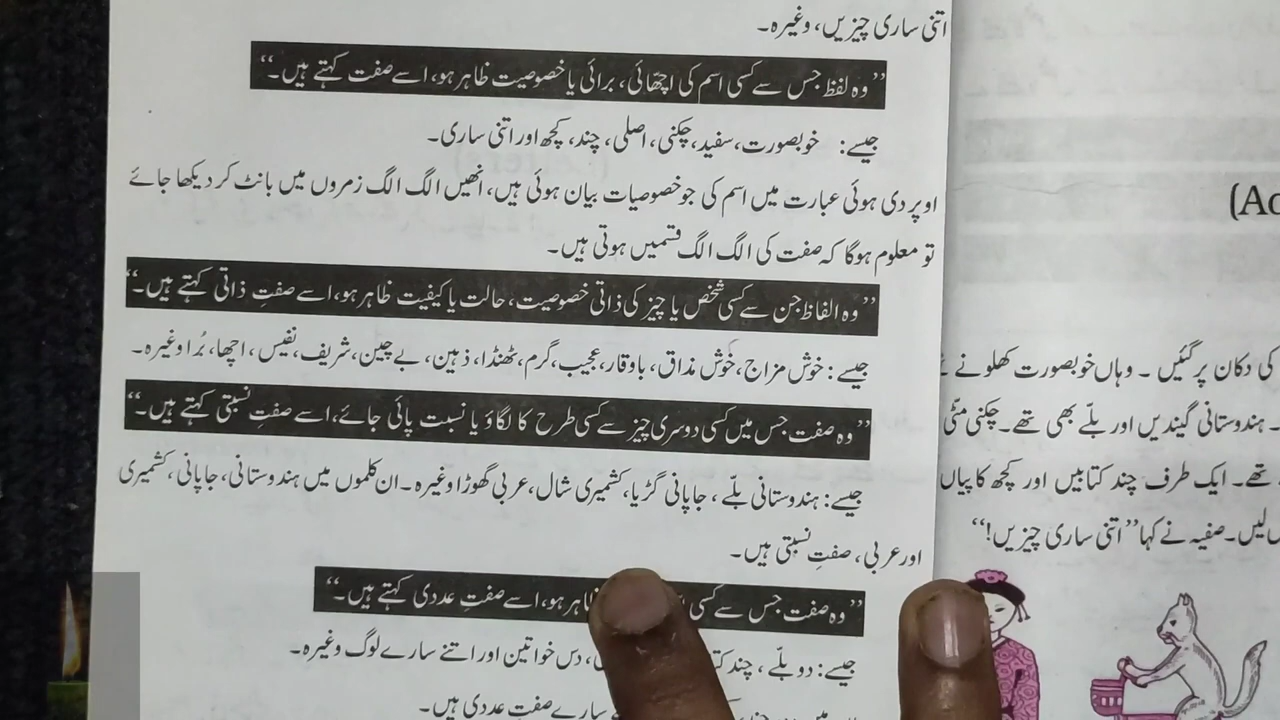 اتنی ساری چیزیں، وغیرہ۔
”وہ لفظ جس سے کسی اسم کی اچھائی، برائی یا خصوصیت ظاہر ہو، اسے صفت کہتے ہیں۔“
جیسے: خوبصورت، سفید، چکنی، اصلی، چند، کچھ اور اتنی ساری۔
اوپر دی ہوئی عبارت میں اسم کی جو خصوصیات بیان ہوئی ہیں، انھیں الگ الگ زمروں میں بانٹ کر دیکھا جائے
تو معلوم ہوگا کہ صفت کی الگ الگ قسمیں ہوتی ہیں۔
”وہ الفاظ جن سے کسی شخص یا چیز کی ذاتی خصوصیت، حالت یا کیفیت ظاہر ہو، اسے صفتِ ذاتی کہتے ہیں۔“
جیسے: خوش مزاج، خوش مذاق، باوقار، عجیب، گرم، ٹھنڈا، ذہین، بے چین، شریف، نفیس، اچھا، بُرا وغیرہ۔
”وہ صفت جس میں کسی دوسری چیز سے کسی طرح کا لگاؤ یا نسبت پائی جائے، اسے صفتِ نسبتی کہتے ہیں۔“
جیسے: ہندوستانی بلّے، جاپانی گڑیا، کشمیری شال، عربی گھوڑا وغیرہ۔ ان کلموں میں ہندوستانی، جاپانی، کشمیری
اور عربی، صفتِ نسبتی ہیں۔
”وہ صفت جس سے کسی ظاہر ہو، اسے صفتِ عددی کہتے ہیں۔“
جیسے: دو بلّے، چند دس خواتین اور اتنے سارے لوگ وغیرہ۔
سارے صفتِ عددی ہیں۔
(Ad
کی دکان پر گئیں۔ وہاں خوبصورت کھلونے
۔ ہندوستانی گیندیں اور بلّے بھی تھے۔ چکنی مٹّی
تھے۔ ایک طرف چند کتابیں اور کچھ کاپیاں
لیں۔ صفیہ نے کہا ”اتنی ساری چیزیں!“